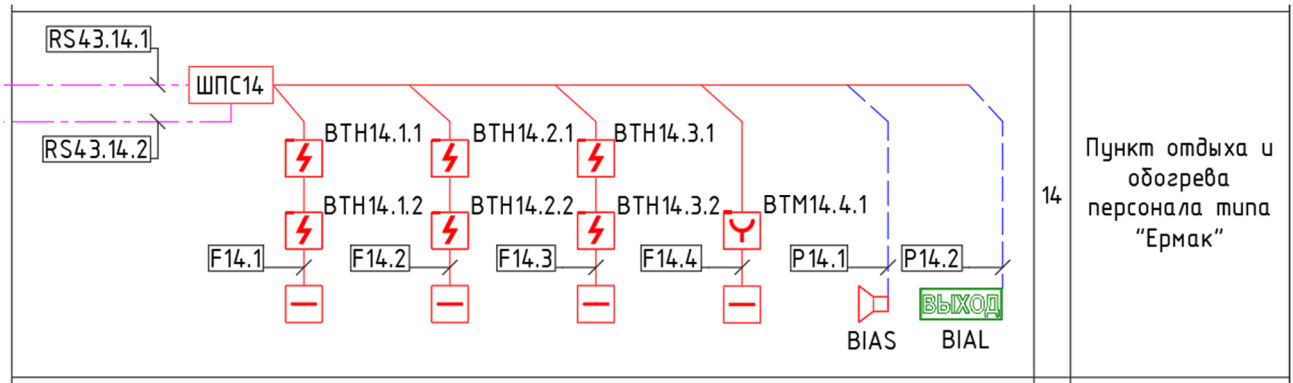 RS43.14.1
ШПС14
RS43.14.2
BTH14.1.1
BTH14.2.1
BTH14.3.1
BTH14.1.2
BTH14.2.2
BTH14.3.2
BTM14.4.1
F14.1
F14.2
F14.3
F14.4
P14.1
P14.2
ВЫХОД
BIAS
BIAL
14
Пункт отдыха и
обогрева
персонала типа
"Ермак"